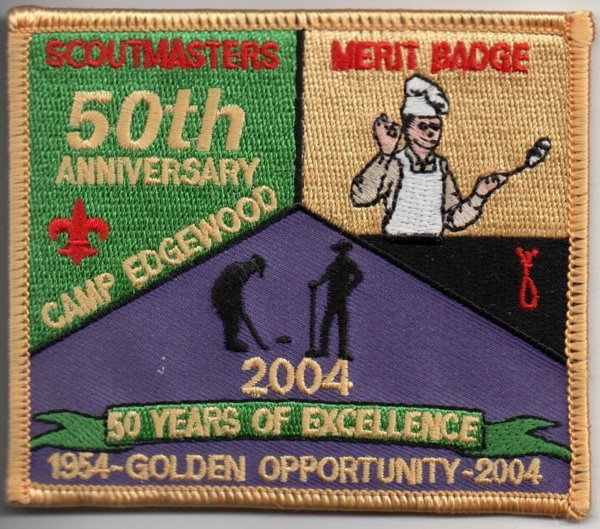 SCOUTMASTERS
MERIT BADGE
50th
ANNIVERSARY
CAMP EDGEWOOD
2004
50 YEARS OF EXCELLENCE
1954-GOLDEN OPPORTUNITY-2004